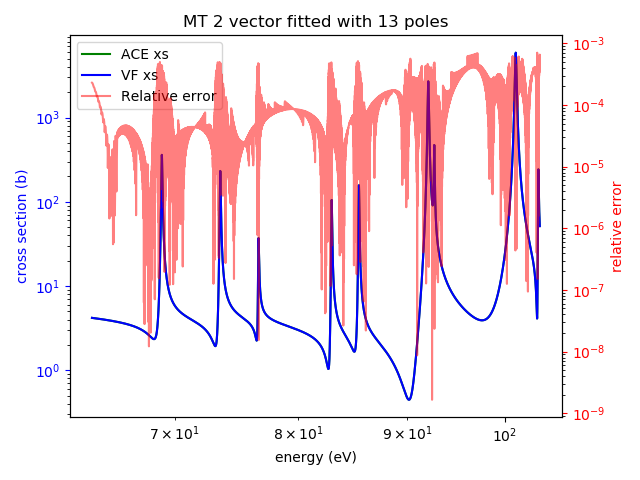 MT 2 vector fitted with 13 poles
ACE xs
VF xs
Relative error
cross section (b)
10³
10²
10¹
10⁰
10⁻³
10⁻⁴
10⁻⁵
10⁻⁶
10⁻⁷
10⁻⁸
10⁻⁹
relative error
7 × 10¹
8 × 10¹
9 × 10¹
10²
energy (eV)